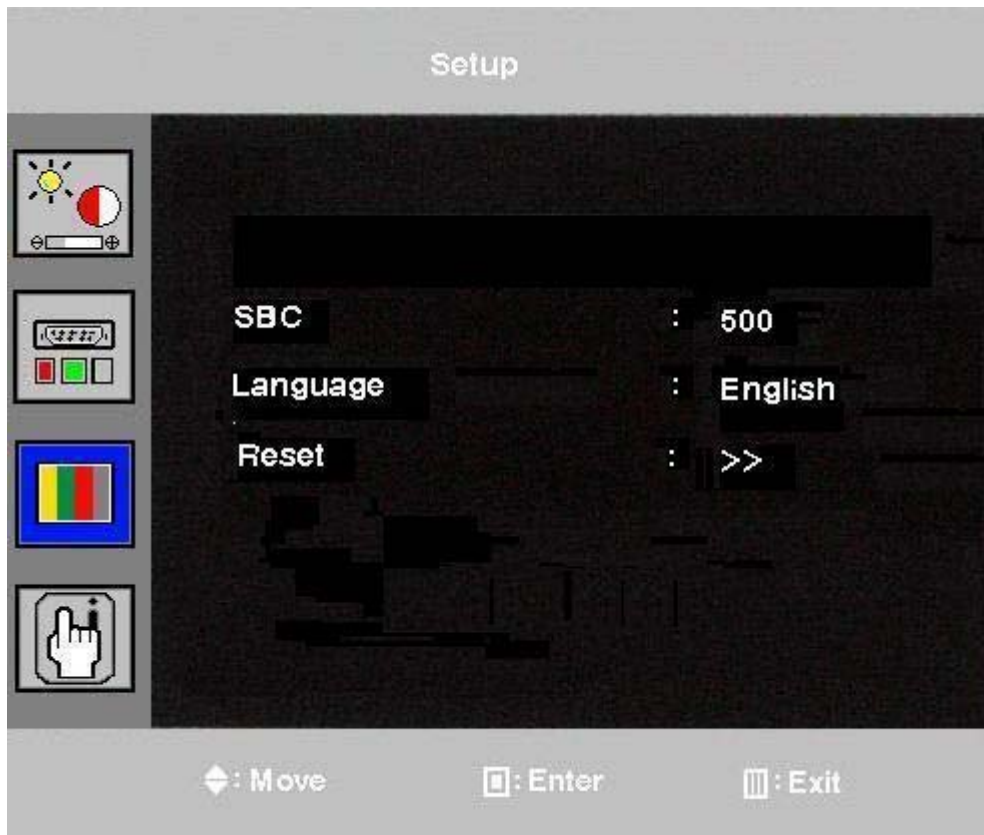 Setup
SBC : 500
Language : English
Reset : >>
: Move : Enter : Exit